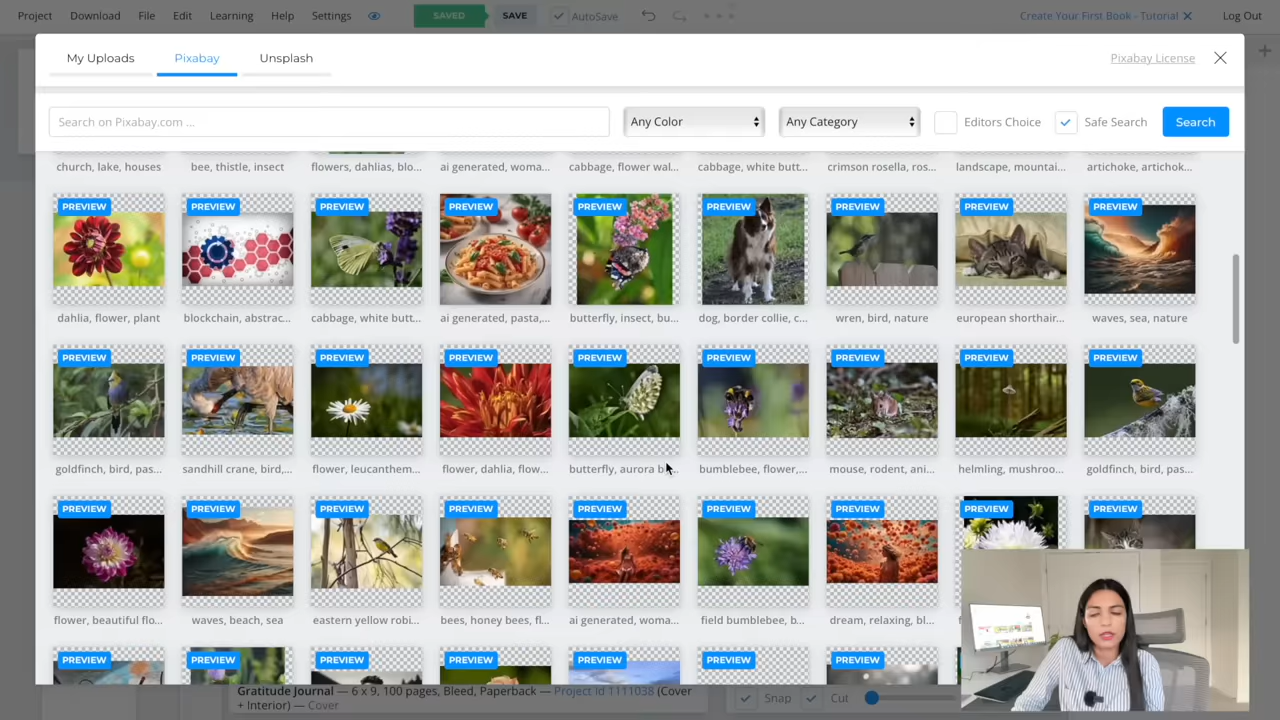 Project Download File Edit Learning Help Settings SAVED SAVE AutoSave Create Your First Book - Tutorial Log Out
My Uploads Pixabay Unsplash Pixabay License
Search on Pixabay.com ... Any Color Any Category Editors Choice Safe Search Search
church, lake, houses bee, thistle, insect flowers, dahlias, blo... ai generated, woma... cabbage, flower wal... cabbage, white butt... crimson rosella, ros... landscape, mountai... artichoke, artichok...
PREVIEW PREVIEW PREVIEW PREVIEW PREVIEW PREVIEW PREVIEW PREVIEW PREVIEW
dahlia, flower, plant blockchain, abstrac... cabbage, white butt... ai generated, pasta,... butterfly, insect, bu... dog, border collie, c... wren, bird, nature european shorthair... waves, sea, nature
PREVIEW PREVIEW PREVIEW PREVIEW PREVIEW PREVIEW PREVIEW PREVIEW PREVIEW
goldfinch, bird, pas... sandhill crane, bird,... flower, leucanthem... flower, dahlia, flow... butterfly, aurora b... bumblebee, flower,... mouse, rodent, ani... helmling, mushroo... goldfinch, bird, pas...
PREVIEW PREVIEW PREVIEW PREVIEW PREVIEW PREVIEW PREVIEW PREVIEW PREVIEW
flower, beautiful flo... waves, beach, sea eastern yellow robi... bees, honey bees, fl... ai generated, woma... field bumblebee, b... dream, relaxing, bl...
PREVIEW PREVIEW PREVIEW PREVIEW PREVIEW PREVIEW PREVIEW
Gratitude Journal — 6 x 9, 100 pages, Bleed, Paperback — Project Id 1111038 (Cover
+ Interior) — Cover
Snap Cut